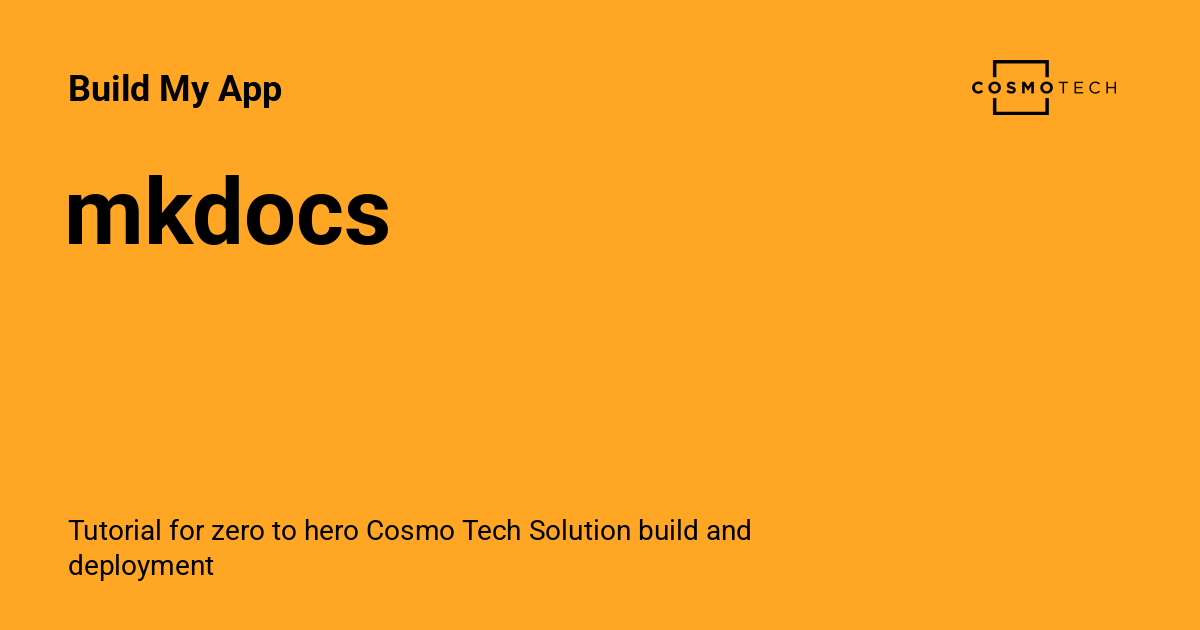 Build My App
COSMOTECH
mkdocs
Tutorial for zero to hero Cosmo Tech Solution build and
deployment